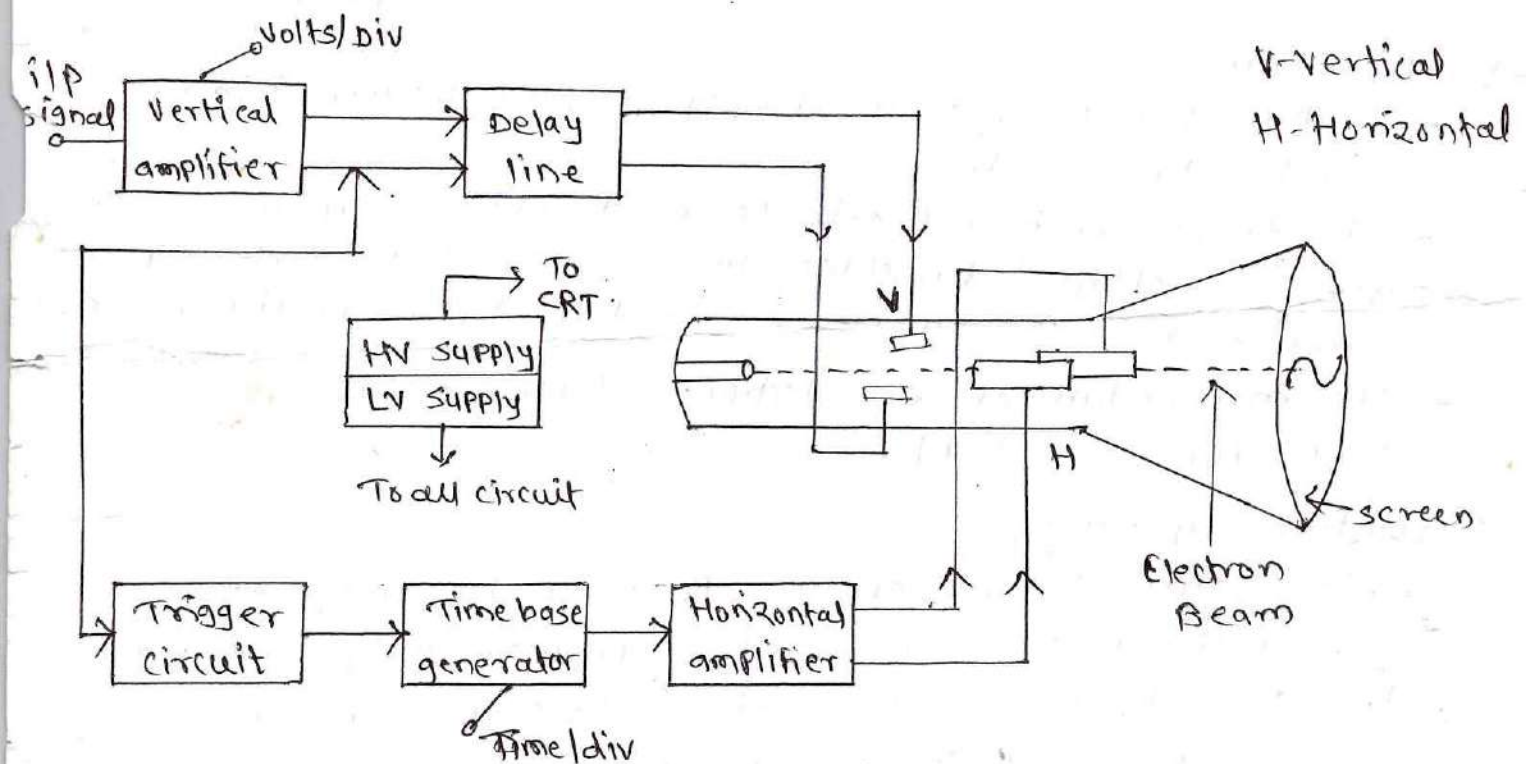 Volts/Div
i/p
signal
Vertical
amplifier
Delay
line
V-Vertical
H-Horizontal
To
CRT.
HV Supply
LV Supply
To all circuit
V
H
screen
Electron
Beam
Trigger
circuit
Time base
generator
Horizontal
amplifier
Time/div